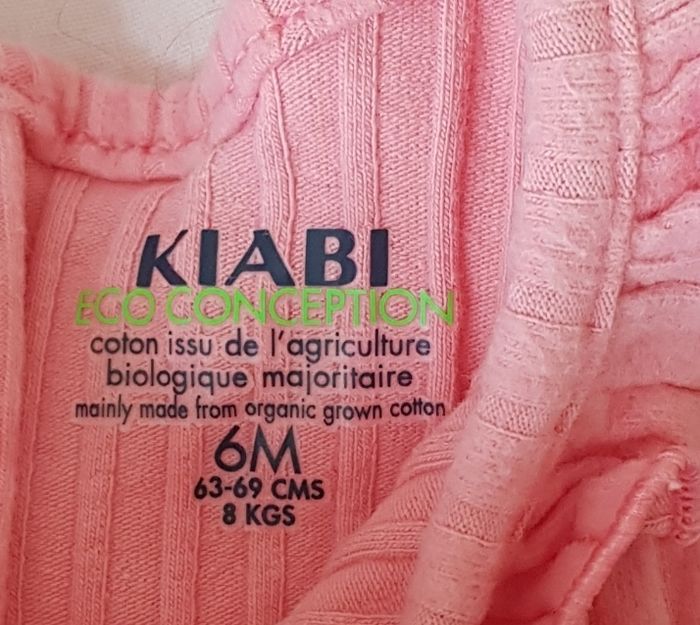 KIABI
ECO CONCEPTION
coton issu de l'agriculture
biologique majoritaire
mainly made from organic grown cotton
6M
63-69 CMS
8 KGS